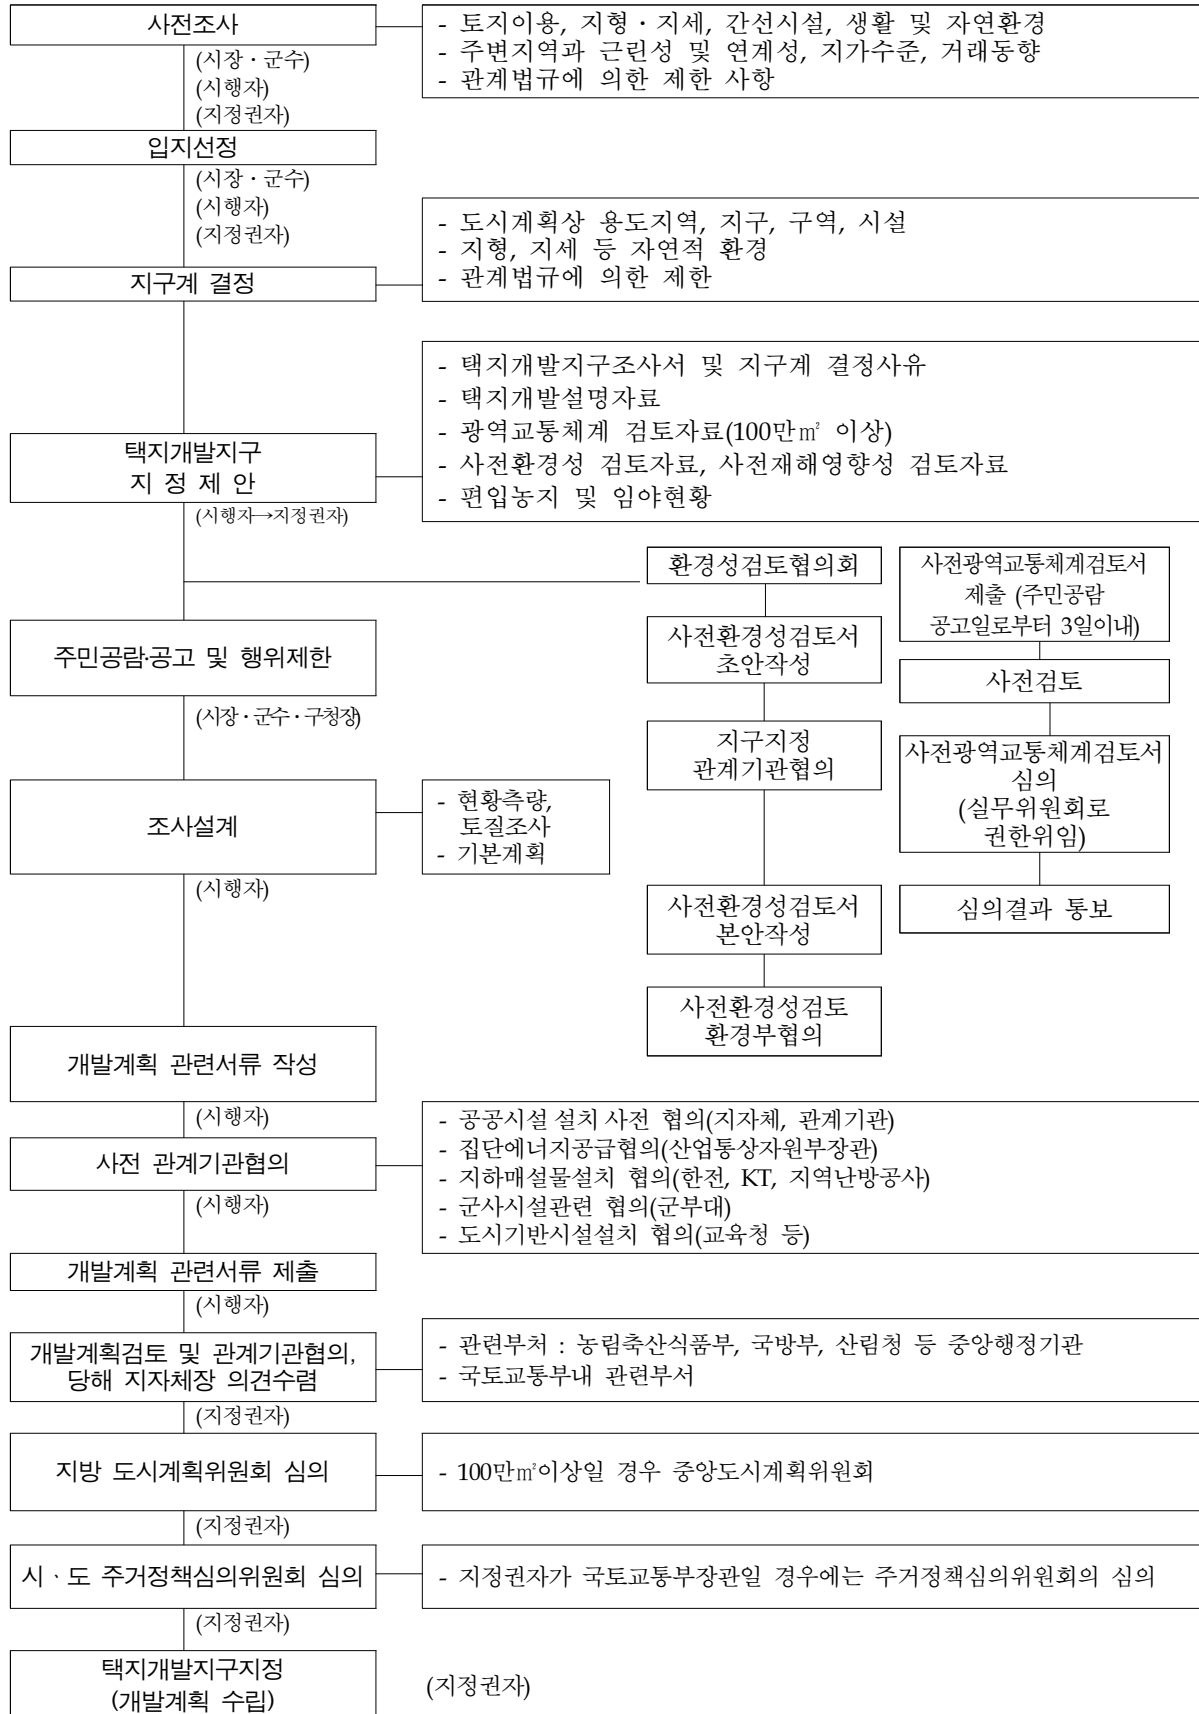 사전조사
- 토지이용, 지형·지세, 간선시설, 생활 및 자연환경
- 주변지역과 근린성 및 연계성, 지가수준, 거래동향
- 관계법규에 의한 제한 사항
(시장·군수)
(시행자)
(지정권자)
입지선정
(시장·군수)
(시행자)
(지정권자)
- 도시계획상 용도지역, 지구, 구역, 시설
- 지형, 지세 등 자연적 환경
- 관계법규에 의한 제한
지구계 결정
- 택지개발지구조사서 및 지구계 결정사유
- 택지개발설명자료
- 광역교통체계 검토자료(100만㎡ 이상)
- 사전환경성 검토자료, 사전재해영향성 검토자료
- 편입농지 및 임야현황
택지개발지구
지 정 제 안
(시행자→지정권자)
환경성검토협의회
사전환경성검토서
초안작성
지구지정
관계기관협의
사전환경성검토서
본안작성
사전환경성검토
환경부협의
사전광역교통체계검토서
제출 (주민공람
공고일로부터 3일이내)
사전검토
사전광역교통체계검토서
심의
(실무위원회로
권한위임)
심의결과 통보
주민공람·공고 및 행위제한
(시장·군수·구청장)
조사설계
- 현황측량,
토질조사
- 기본계획
(시행자)
개발계획 관련서류 작성
(시행자)
사전 관계기관협의
- 공공시설 설치 사전 협의(지자체, 관계기관)
- 집단에너지공급협의(산업통상자원부장관)
- 지하매설물설치 협의(한전, KT, 지역난방공사)
- 군사시설관련 협의(군부대)
- 도시기반시설설치 협의(교육청 등)
(시행자)
개발계획 관련서류 제출
(시행자)
개발계획검토 및 관계기관협의,
당해 지자체장 의견수렴
- 관련부처 : 농림축산식품부, 국방부, 산림청 등 중앙행정기관
- 국토교통부내 관련부서
(지정권자)
지방 도시계획위원회 심의
- 100만㎡이상일 경우 중앙도시계획위원회
(지정권자)
시ㆍ도 주거정책심의위원회 심의
- 지정권자가 국토교통부장관일 경우에는 주거정책심의위원회의 심의
(지정권자)
택지개발지구지정
(개발계획 수립)
(지정권자)